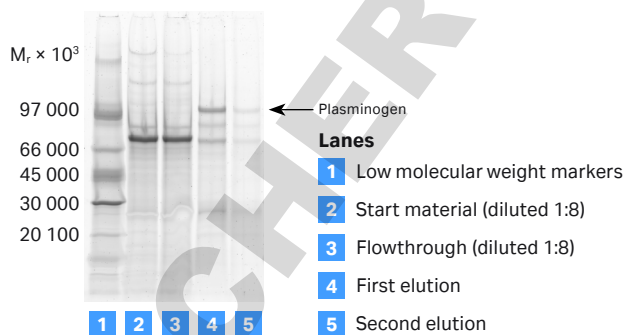 Mr × 10³
97 000
66 000
45 000
30 000
20 100
1 2 3 4 5
Plasminogen
Lanes
1 Low molecular weight markers
2 Start material (diluted 1:8)
3 Flowthrough (diluted 1:8)
4 First elution
5 Second elution
CHER